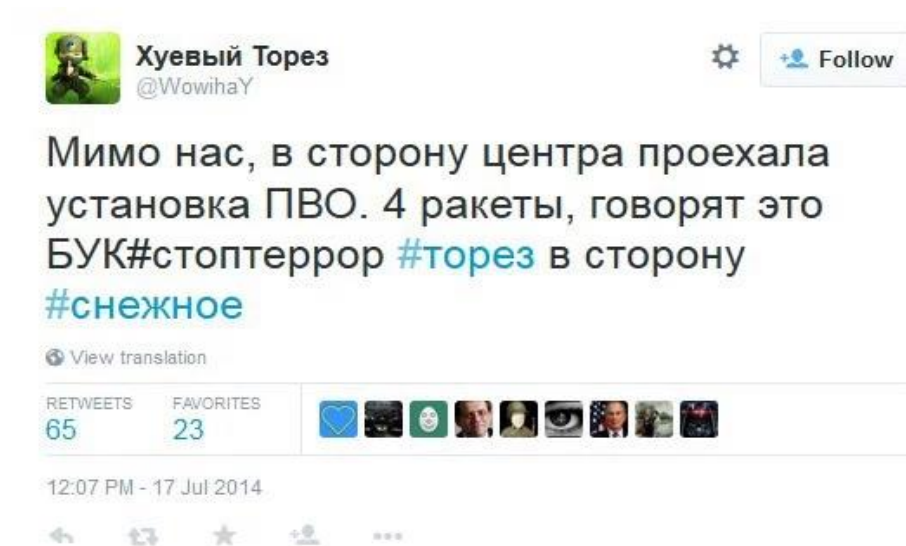 Хуевый Торез
@WowihaY
Follow
Мимо нас, в сторону центра проехала
установка ПВО. 4 ракеты, говорят это
БУК#стоптеррор #торез в сторону
#снежное
View translation
RETWEETS FAVORITES
65 23
12:07 PM - 17 Jul 2014